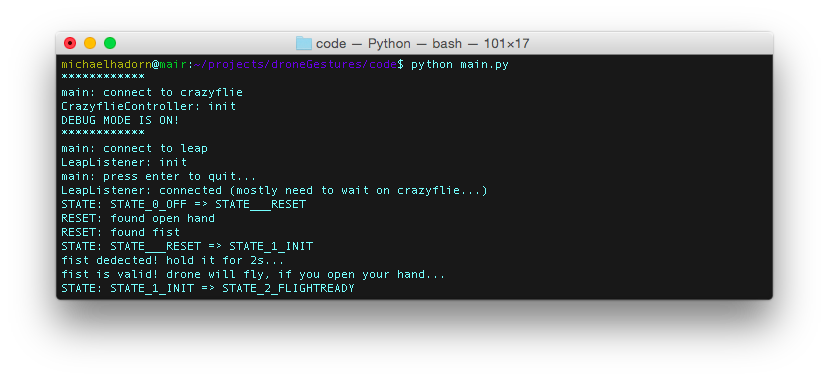 code — Python — bash — 101×17
michaelhadorn@mair:~/projects/droneGestures/code$ python main.py
************
main: connect to crazyflie
CrazyflieController: init
DEBUG MODE IS ON!
************
main: connect to leap
LeapListener: init
main: press enter to quit...
LeapListener: connected (mostly need to wait on crazyflie...)
STATE: STATE_0_OFF => STATE___RESET
RESET: found open hand
RESET: found fist
STATE: STATE___RESET => STATE_1_INIT
fist dedected! hold it for 2s...
fist is valid! drone will fly, if you open your hand...
STATE: STATE_1_INIT => STATE_2_FLIGHTREADY